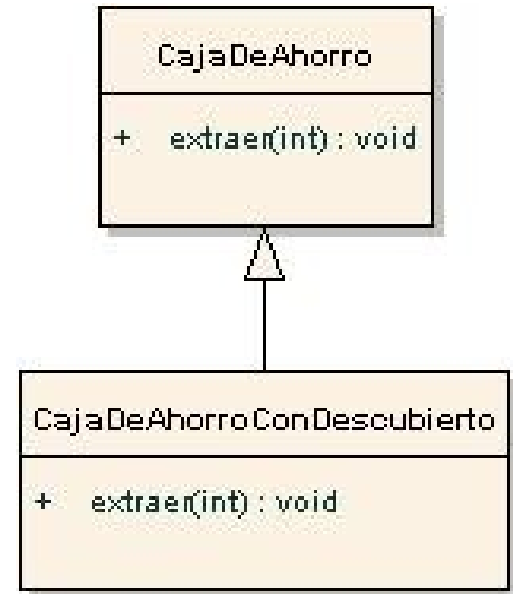 CajaDeAhorro
+ extraer(int) : void
CajaDeAhorroConDescubierto
+ extraer(int) : void